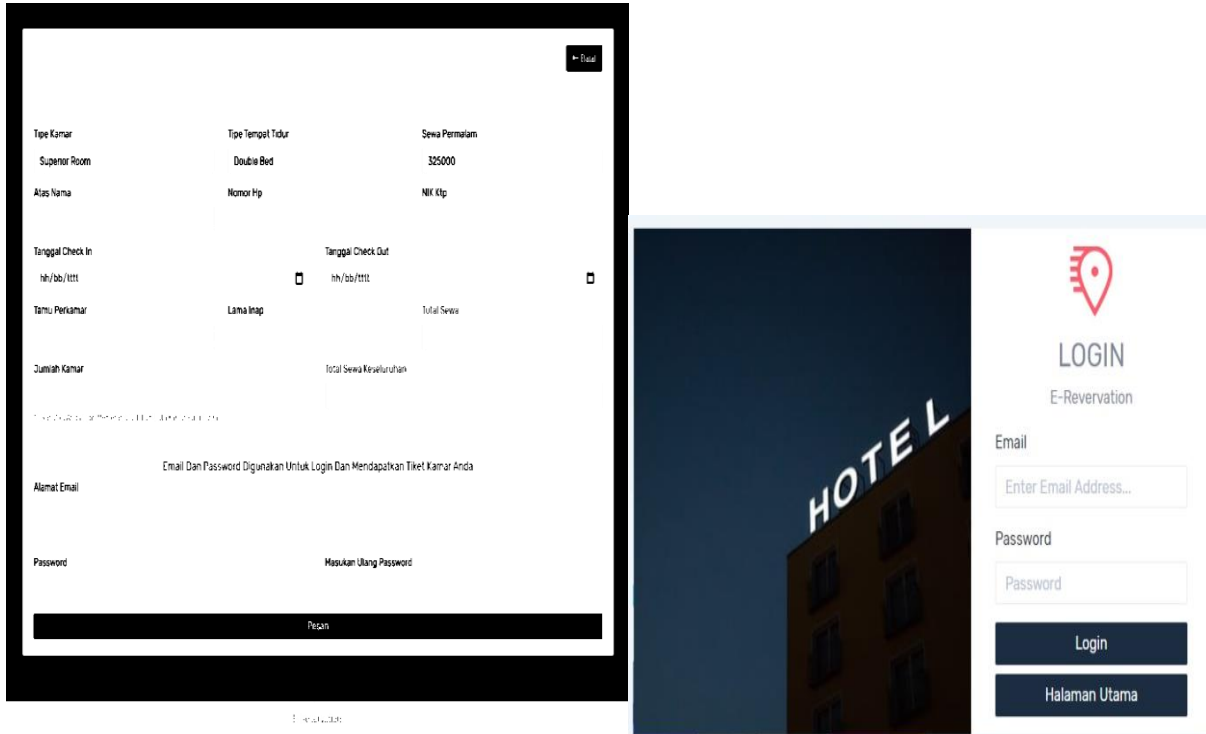 ← Batal
Tipe Kamar Tipe Tempat Tidur Sewa Permalam
Superior Room Double Bed 325000
Atas Nama Nomor Hp NIK Ktp
Tanggal Check In Tanggal Check Out
hh/bb/tttt hh/bb/tttt
Tamu Perkamar Lama Inap Total Sewa
Jumlah Kamar Total Sewa Keseluruhan
Email Dan Password Digunakan Untuk Login Dan Mendapatkan Tiket Kamar Anda
Alamat Email
Password Masukan Ulang Password
Pesan
HOTEL
LOGIN
E-Revervation
Email
Enter Email Address...
Password
Password
Login
Halaman Utama